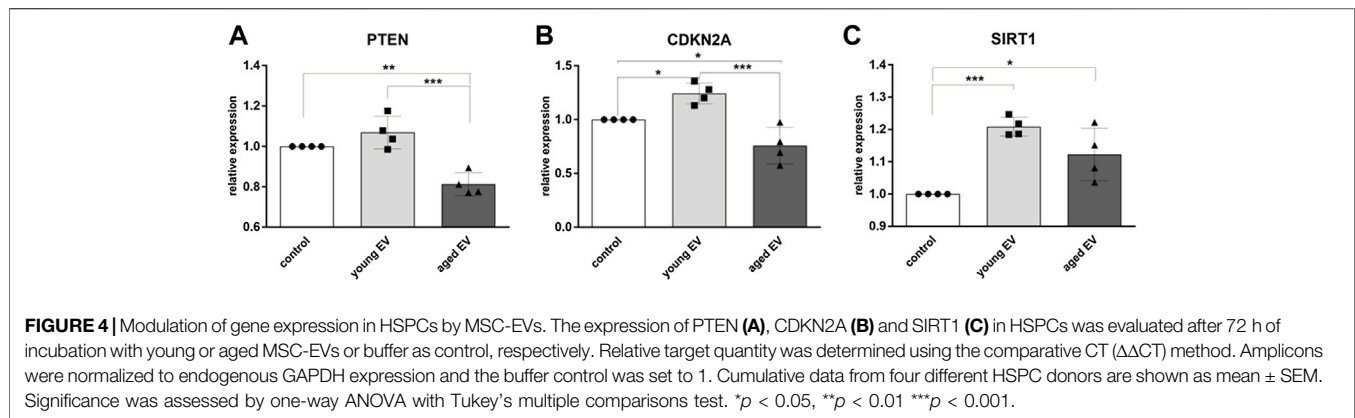 A
PTEN
**
***
relative expression
1.4
1.2
1.0
0.8
0.6
control
young EV
aged EV
B
CDKN2A
*
*
***
relative expression
1.5
1.0
0.5
0.0
control
young EV
aged EV
C
SIRT1
*
***
relative expression
1.4
1.3
1.2
1.1
1.0
0.9
control
young EV
aged EV
FIGURE 4 | Modulation of gene expression in HSPCs by MSC-EVs. The expression of PTEN (A), CDKN2A (B) and SIRT1 (C) in HSPCs was evaluated after 72 h of
incubation with young or aged MSC-EVs or buffer as control, respectively. Relative target quantity was determined using the comparative CT (ΔΔCT) method. Amplicons
were normalized to endogenous GAPDH expression and the buffer control was set to 1. Cumulative data from four different HSPC donors are shown as mean ± SEM.
Significance was assessed by one-way ANOVA with Tukey's multiple comparisons test. *p < 0.05, **p < 0.01 ***p < 0.001.